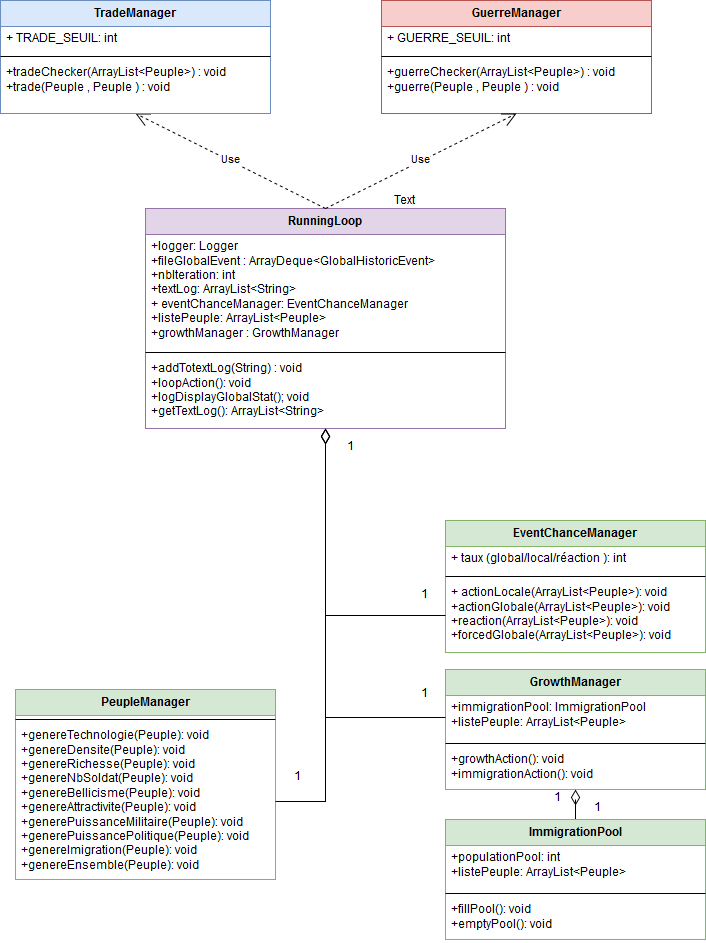 TradeManager
+ TRADE_SEUIL: int
+tradeChecker(ArrayList<Peuple>) : void
+trade(Peuple , Peuple ) : void
GuerreManager
+ GUERRE_SEUIL: int
+guerreChecker(ArrayList<Peuple>) : void
+guerre(Peuple , Peuple ) : void
Use
Use
Text
RunningLoop
+logger: Logger
+fileGlobalEvent : ArrayDeque<GlobalHistoricEvent>
+nbIteration: int
+textLog: ArrayList<String>
+ eventChanceManager: EventChanceManager
+listePeuple: ArrayList<Peuple>
+growthManager : GrowthManager
+addTotextLog(String) : void
+loopAction(): void
+logDisplayGlobalStat(); void
+getTextLog(): ArrayList<String>
1
EventChanceManager
+ taux (global/local/réaction ): int
+ actionLocale(ArrayList<Peuple>): void
+actionGlobale(ArrayList<Peuple>): void
+reaction(ArrayList<Peuple>): void
+forcedGlobale(ArrayList<Peuple>): void
1
GrowthManager
+immigrationPool: ImmigrationPool
+listePeuple: ArrayList<Peuple>
+growthAction(): void
+immigrationAction(): void
1
PeupleManager
+genereTechnologie(Peuple): void
+genereDensite(Peuple): void
+genereRichesse(Peuple): void
+genereNbSoldat(Peuple): void
+genereBellicisme(Peuple): void
+genereAttractivite(Peuple): void
+generePuissanceMilitaire(Peuple): void
+generePuissancePolitique(Peuple): void
+genereImigration(Peuple): void
+genereEnsemble(Peuple): void
1
1
1
ImmigrationPool
+populationPool: int
+listePeuple: ArrayList<Peuple>
+fillPool(): void
+emptyPool(): void